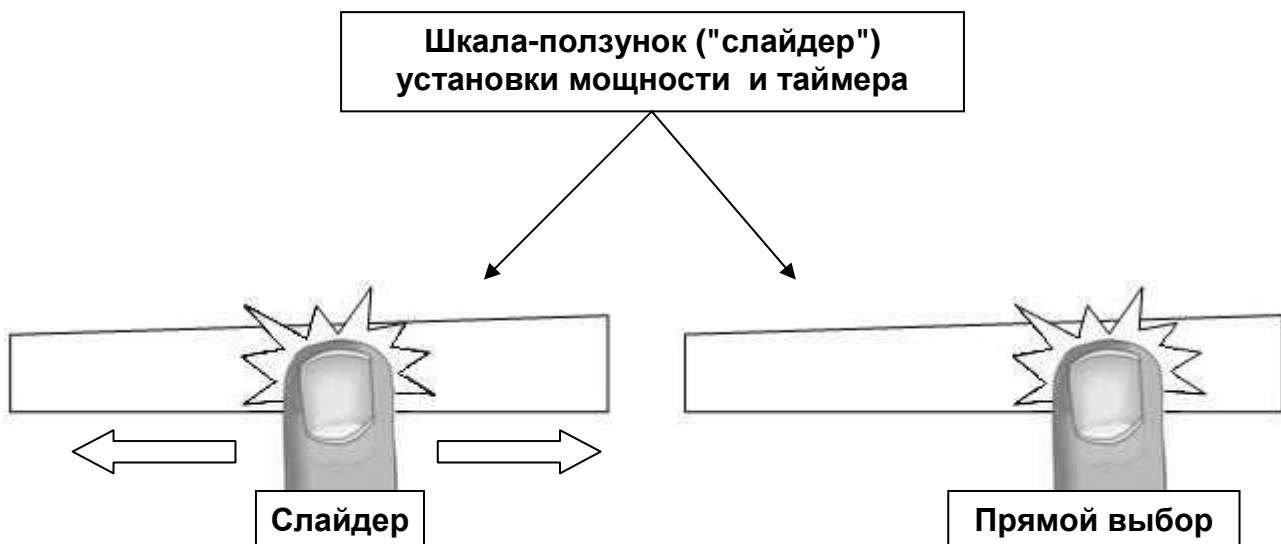 Шкала-ползунок ("слайдер")
установки мощности и таймера
Слайдер
Прямой выбор